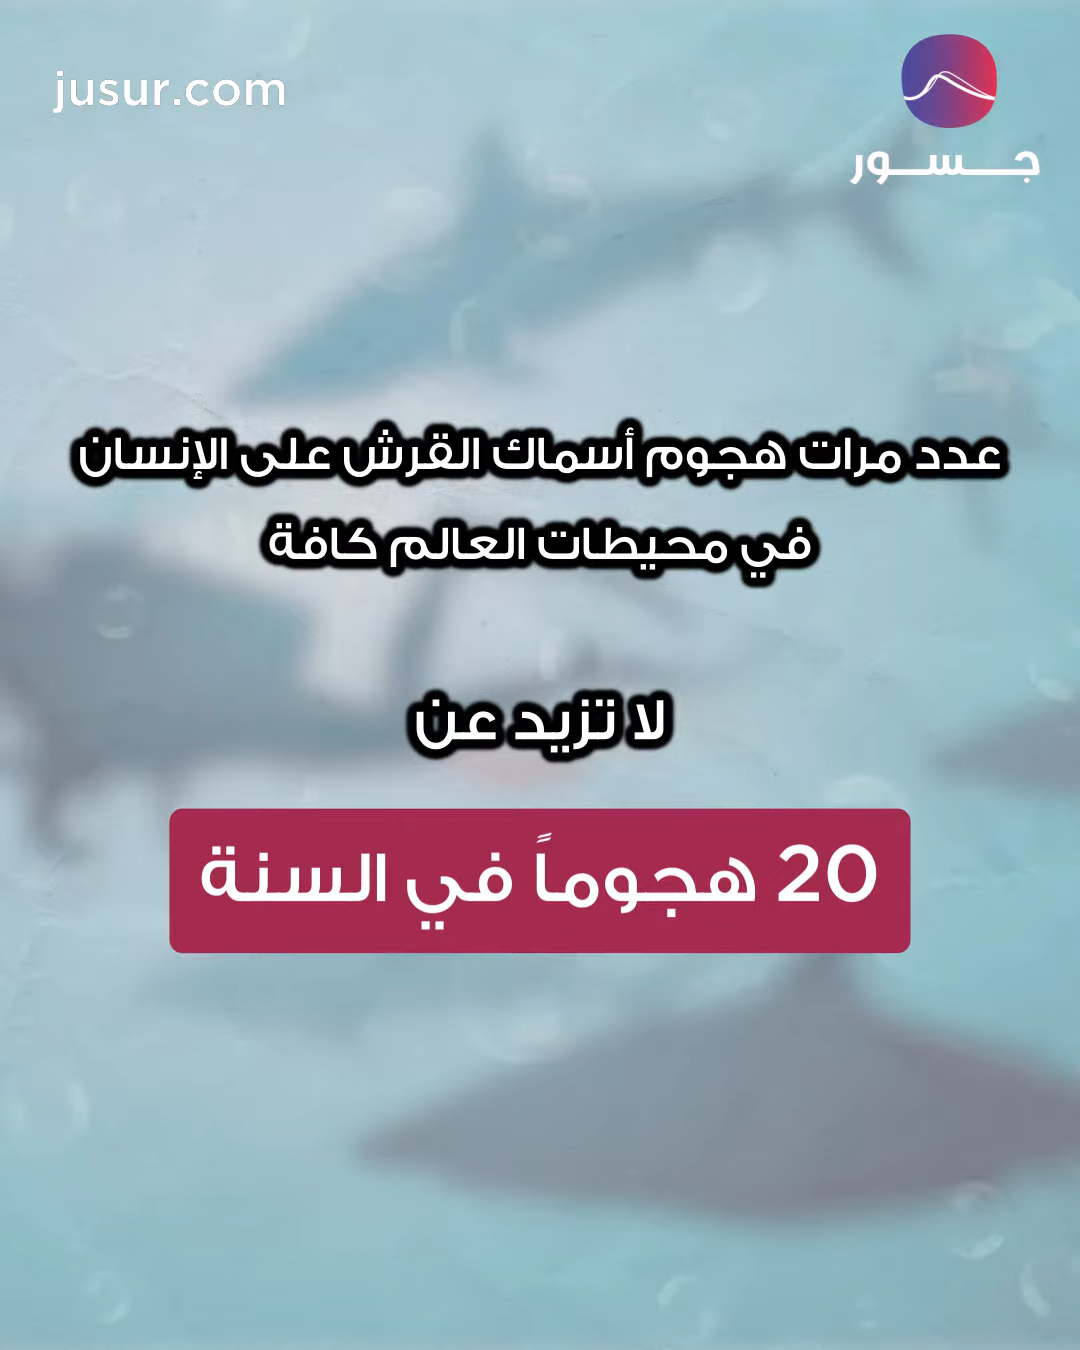 jusur.com
جـسـور
عدد مرات هجوم أسماك القرش على الإنسان
في محيطات العالم كافة
لا تزيد عن
20 هجوماً في السنة